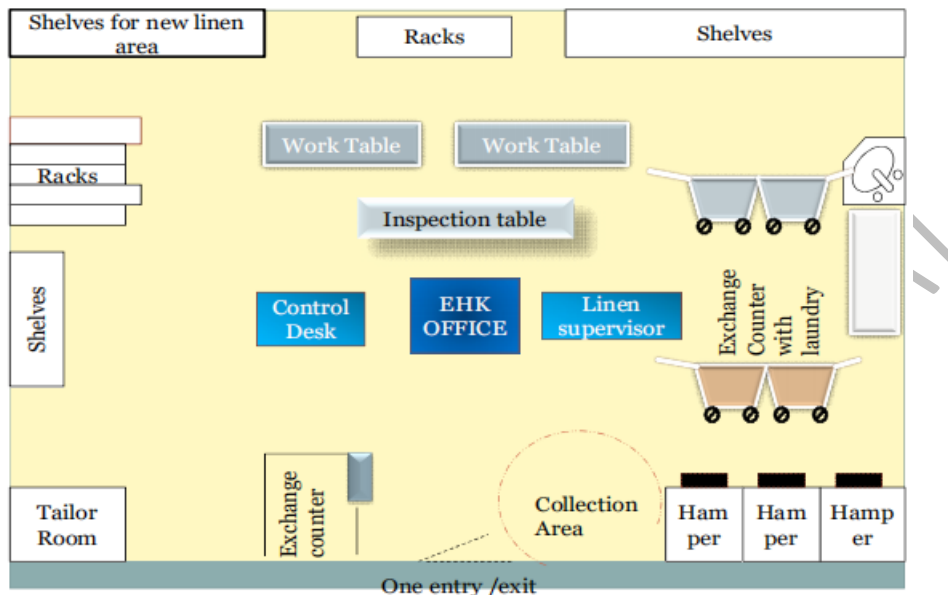 Shelves for new linen
area
Racks
Shelves
Work Table
Work Table
Racks
Inspection table
Shelves
Control
Desk
EHK
OFFICE
Linen
supervisor
Exchange
Counter
with
laundry
Tailor
Room
Exchange
counter
Collection
Area
Ham
per
Ham
per
Hamp
er
One entry /exit